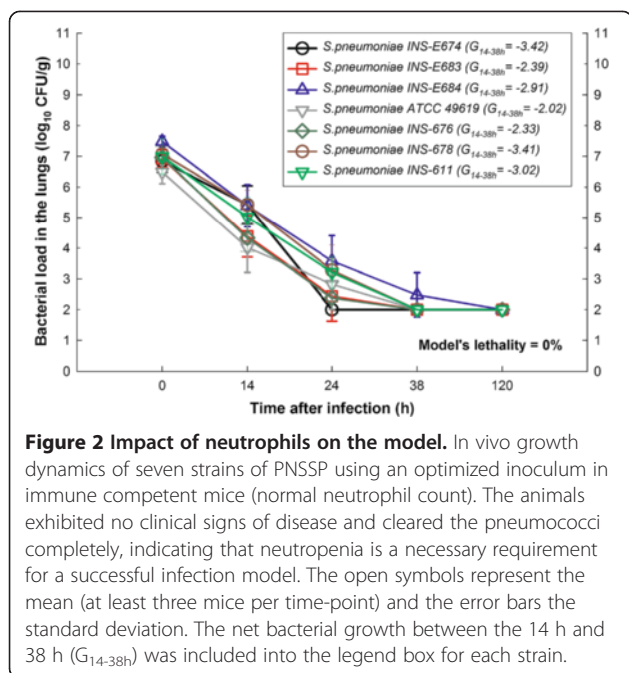 11
10
9
8
7
6
5
4
3
2
1
0
Bacterial load in the lungs (log₁₀ CFU/g)
S.pneumoniae INS-E674 (G₁₄₋₃₈ₕ= -3.42)
S.pneumoniae INS-E683 (G₁₄₋₃₈ₕ= -2.39)
S.pneumoniae INS-E684 (G₁₄₋₃₈ₕ= -2.91)
S.pneumoniae ATCC 49619 (G₁₄₋₃₈ₕ= -2.02)
S.pneumoniae INS-676 (G₁₄₋₃₈ₕ= -2.33)
S.pneumoniae INS-678 (G₁₄₋₃₈ₕ= -3.41)
S.pneumoniae INS-611 (G₁₄₋₃₈ₕ= -3.02)
Model's lethality = 0%
11
10
9
8
7
6
5
4
3
2
1
0
0 14 24 38 120
Time after infection (h)
Figure 2 Impact of neutrophils on the model. In vivo growth
dynamics of seven strains of PNSSP using an optimized inoculum in
immune competent mice (normal neutrophil count). The animals
exhibited no clinical signs of disease and cleared the pneumococci
completely, indicating that neutropenia is a necessary requirement
for a successful infection model. The open symbols represent the
mean (at least three mice per time-point) and the error bars the
standard deviation. The net bacterial growth between the 14 h and
38 h (G₁₄₋₃₈ₕ) was included into the legend box for each strain.